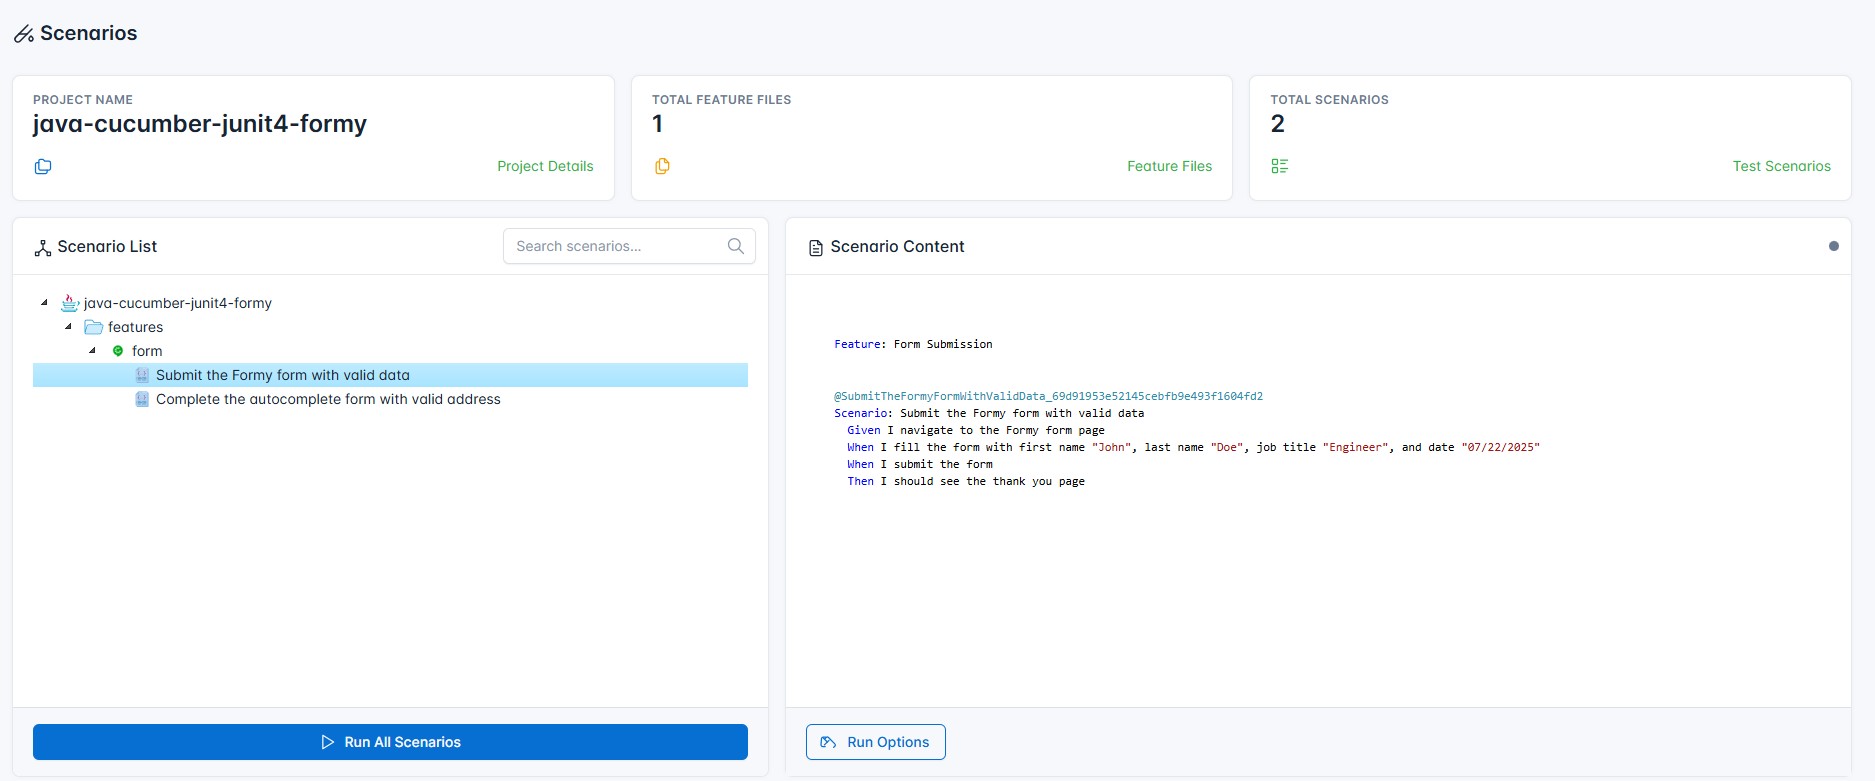 Scenarios
PROJECT NAME
java-cucumber-junit4-formy
Project Details
TOTAL FEATURE FILES
1
Feature Files
TOTAL SCENARIOS
2
Test Scenarios
Scenario List
Search scenarios...
java-cucumber-junit4-formy
features
form
Submit the Formy form with valid data
Complete the autocomplete form with valid address
Run All Scenarios
Scenario Content
Feature: Form Submission
@SubmitTheFormyFormWithValidData_69d91953e52145cebfb9e493f1604fd2
Scenario: Submit the Formy form with valid data
Given I navigate to the Formy form page
When I fill the form with first name "John", last name "Doe", job title "Engineer", and date "07/22/2025"
When I submit the form
Then I should see the thank you page
Run Options